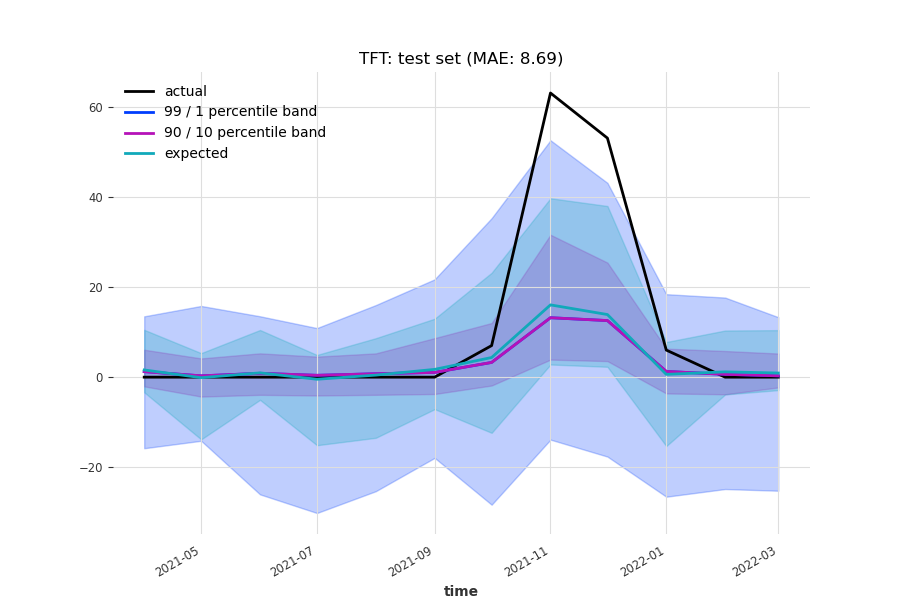 TFT: test set (MAE: 8.69)
actual
99 / 1 percentile band
90 / 10 percentile band
expected
60
40
20
0
−20
2021-05
2021-07
2021-09
2021-11
2022-01
2022-03
time